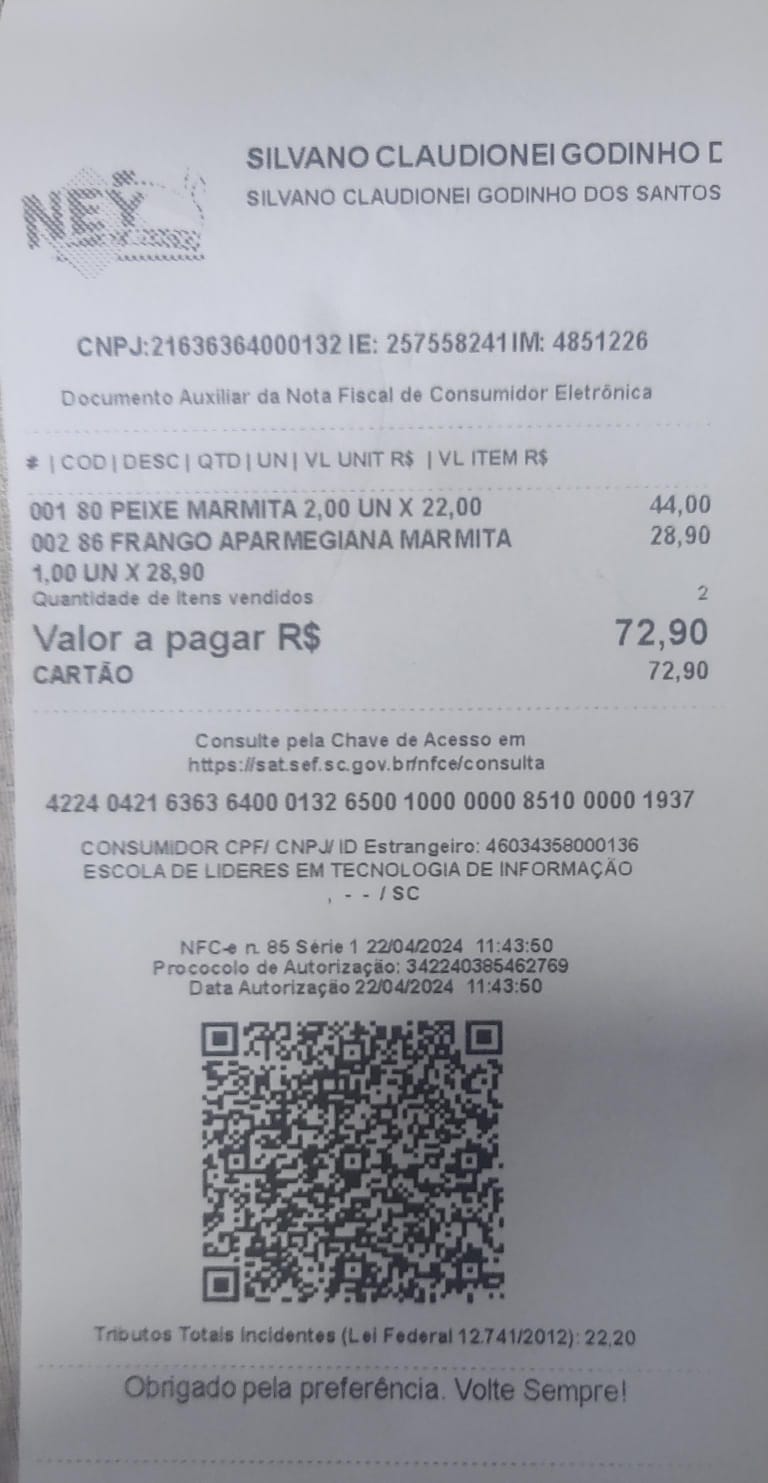 NEY
SILVANO CLAUDIONEI GODINHO D
SILVANO CLAUDIONEI GODINHO DOS SANTOS
CNPJ:21636364000132 IE: 257558241 IM: 4851226
Documento Auxiliar da Nota Fiscal de Consumidor Eletrônica
# | COD | DESC | QTD | UN | VL UNIT R$ | VL ITEM R$
001 80 PEIXE MARMITA 2,00 UN X 22,00 44,00
002 86 FRANGO APARMEGIANA MARMITA 28,90
1,00 UN X 28,90
Quantidade de itens vendidos 2
Valor a pagar R$ 72,90
CARTÃO 72,90
Consulte pela Chave de Acesso em
https://sat.sef.sc.gov.br/nfce/consulta
4224 0421 6363 6400 0132 6500 1000 0000 8510 0000 1937
CONSUMIDOR CPF/ CNPJ/ ID Estrangeiro: 46034358000136
ESCOLA DE LIDERES EM TECNOLOGIA DE INFORMAÇÃO
, - - / SC
NFC-e n. 85 Série 1 22/04/2024 11:43:50
Prococolo de Autorização: 342240385462769
Data Autorização 22/04/2024 11:43:50
Tributos Totais Incidentes (Lei Federal 12.741/2012): 22,20
Obrigado pela preferência. Volte Sempre!